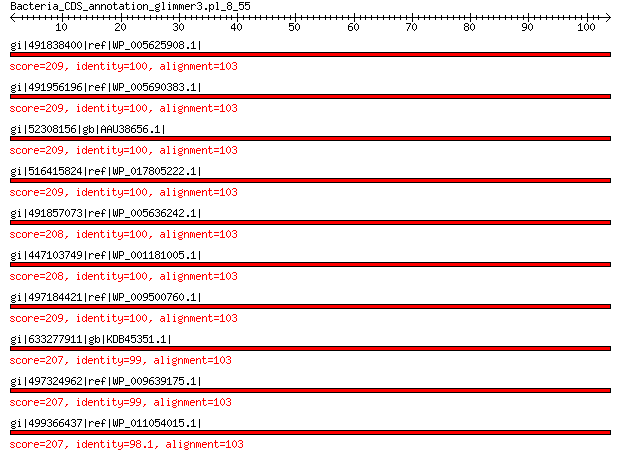 Bacteria_CDS_annotation_glimmer3.pl_8_55
10 20 30 40 50 60 70 80 90 100
gi|491838400|ref|WP_005625908.1|
score=209, identity=100, alignment=103
gi|491956196|ref|WP_005690383.1|
score=209, identity=100, alignment=103
gi|52308156|gb|AAU38656.1|
score=209, identity=100, alignment=103
gi|516415824|ref|WP_017805222.1|
score=209, identity=100, alignment=103
gi|491857073|ref|WP_005636242.1|
score=208, identity=100, alignment=103
gi|447103749|ref|WP_001181005.1|
score=208, identity=100, alignment=103
gi|497184421|ref|WP_009500760.1|
score=209, identity=100, alignment=103
gi|633277911|gb|KDB45351.1|
score=207, identity=99, alignment=103
gi|497324962|ref|WP_009639175.1|
score=207, identity=99, alignment=103
gi|499366437|ref|WP_011054015.1|
score=207, identity=98.1, alignment=103